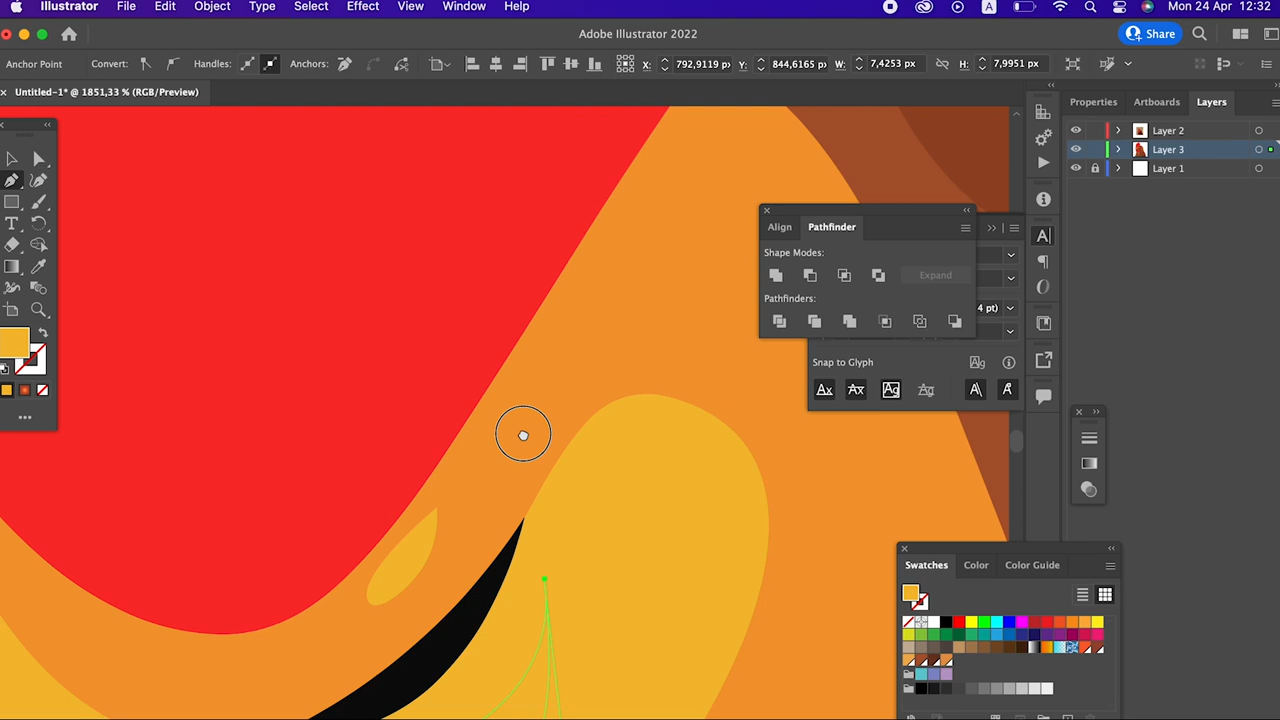 Illustrator File Edit Object Type Select Effect View Window Help A Mon 24 Apr 12:32
Adobe Illustrator 2022
Share
Anchor Point Convert: Handles: Anchors: X: 792,9119 p Y: 844,6165 p W: 7,4253 px H: 7,9951 px
Untitled-1* @ 1851,33 % (RGB/Preview)
Properties Artboards Layers
Layer 2
Layer 3
Layer 1
Align Pathfinder
Shape Modes:
Expand
Pathfinders:
4 pt)
Snap to Glyph
Swatches Color Color Guide